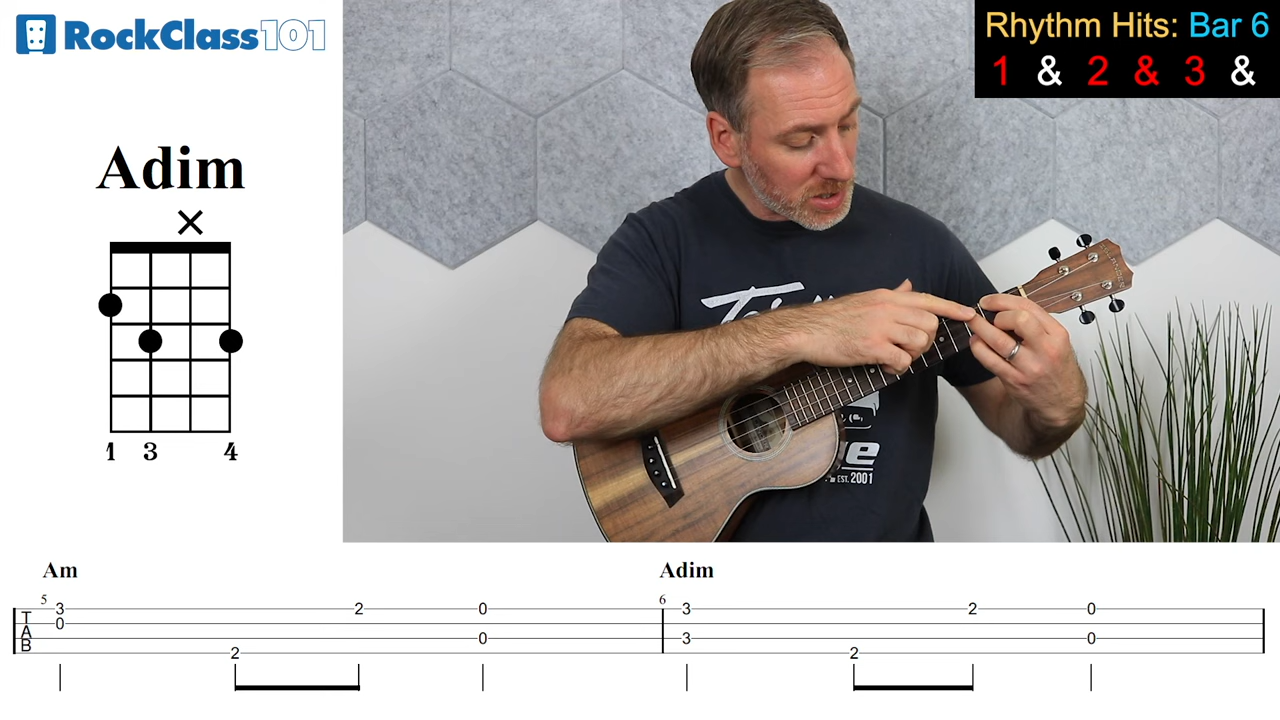 RockClass101
Rhythm Hits: Bar 6
1 & 2 & 3 &
Adim
×
1 3 4
EST. 2001
Am Adim
5 6
3 2 0 3 2 0
0
0 3 0
2 2
TAB